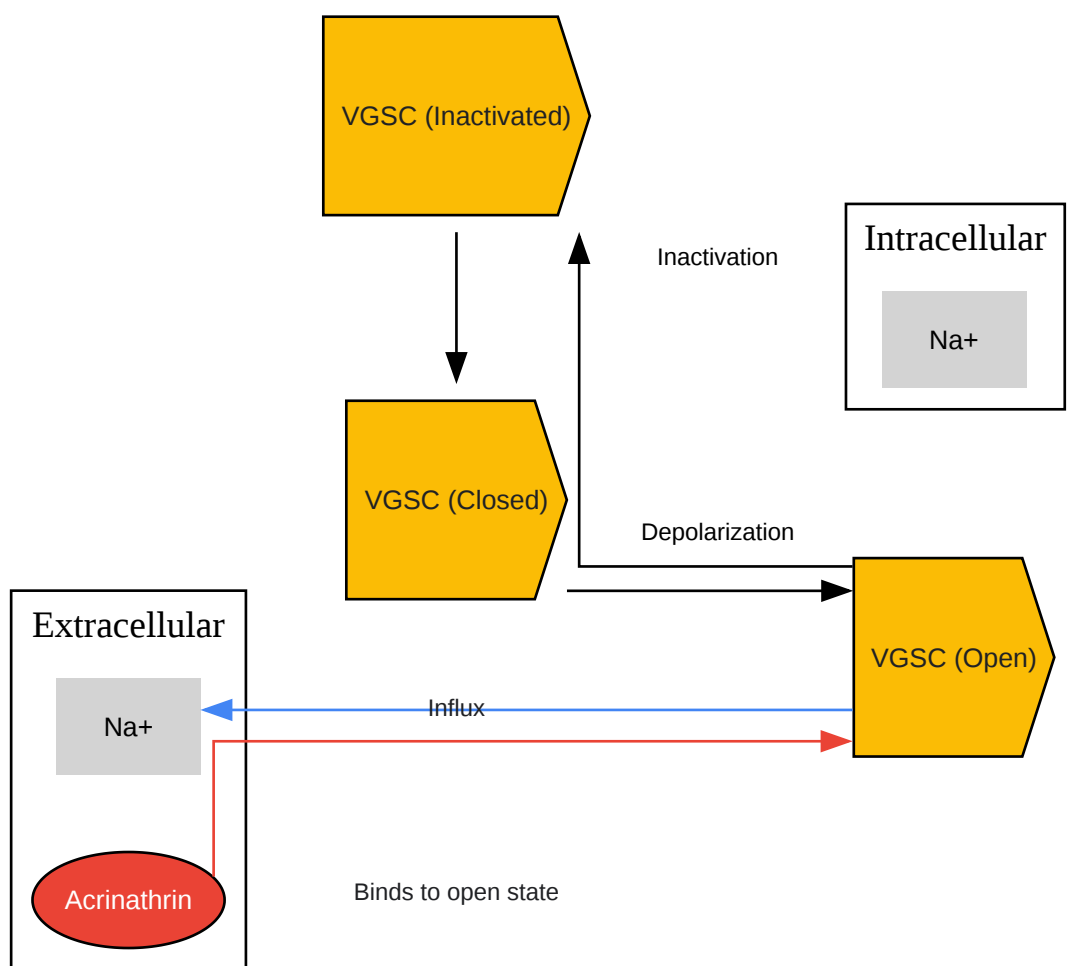 VGSC (Inactivated)
Intracellular
Inactivation
Na+
VGSC (Closed)
Depolarization
Extracellular
VGSC (Open)
Na+
Influx
Acrinathrin
Binds to open state